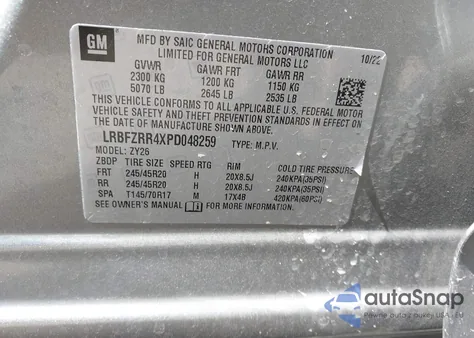 GM
MFD BY SAIC GENERAL MOTORS CORPORATION
LIMITED FOR GENERAL MOTORS LLC
10/22
GVWR GAWR FRT GAWR RR
2300 KG 1200 KG 1150 KG
5070 LB 2645 LB 2535 LB
THIS VEHICLE CONFORMS TO ALL APPLICABLE U.S. FEDERAL MOTOR
VEHICLE SAFETY, BUMPER, AND THEFT PREVENTION STANDARDS IN EFFECT ON THE
DATE OF MANUFACTURE SHOWN ABOVE.
LRBFZRR4XPD048259 TYPE: M.P.V.
MODEL: ZY26
ZBDP TIRE SIZE SPEED RTG RIM COLD TIRE PRESSURE
FRT 245/45R20 H 20X8.5J 240KPA(35PSI)
RR 245/45R20 H 20X8.5J 240KPA(35PSI)
SPA T145/70R17 M 17X4B 420KPA(60PSI)
SEE OWNER'S MANUAL FOR MORE INFORMATION.
autoSnap